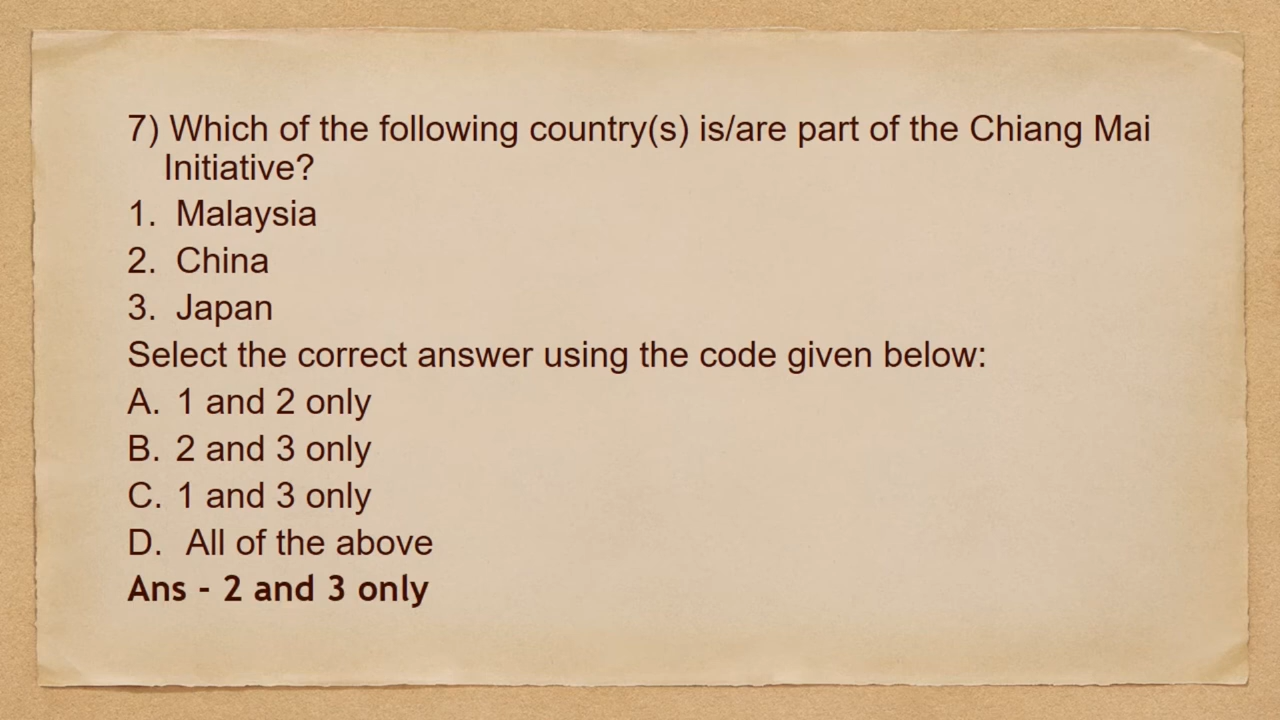 7) Which of the following country(s) is/are part of the Chiang Mai
Initiative?
1. Malaysia
2. China
3. Japan
Select the correct answer using the code given below:
A. 1 and 2 only
B. 2 and 3 only
C. 1 and 3 only
D. All of the above
Ans - 2 and 3 only